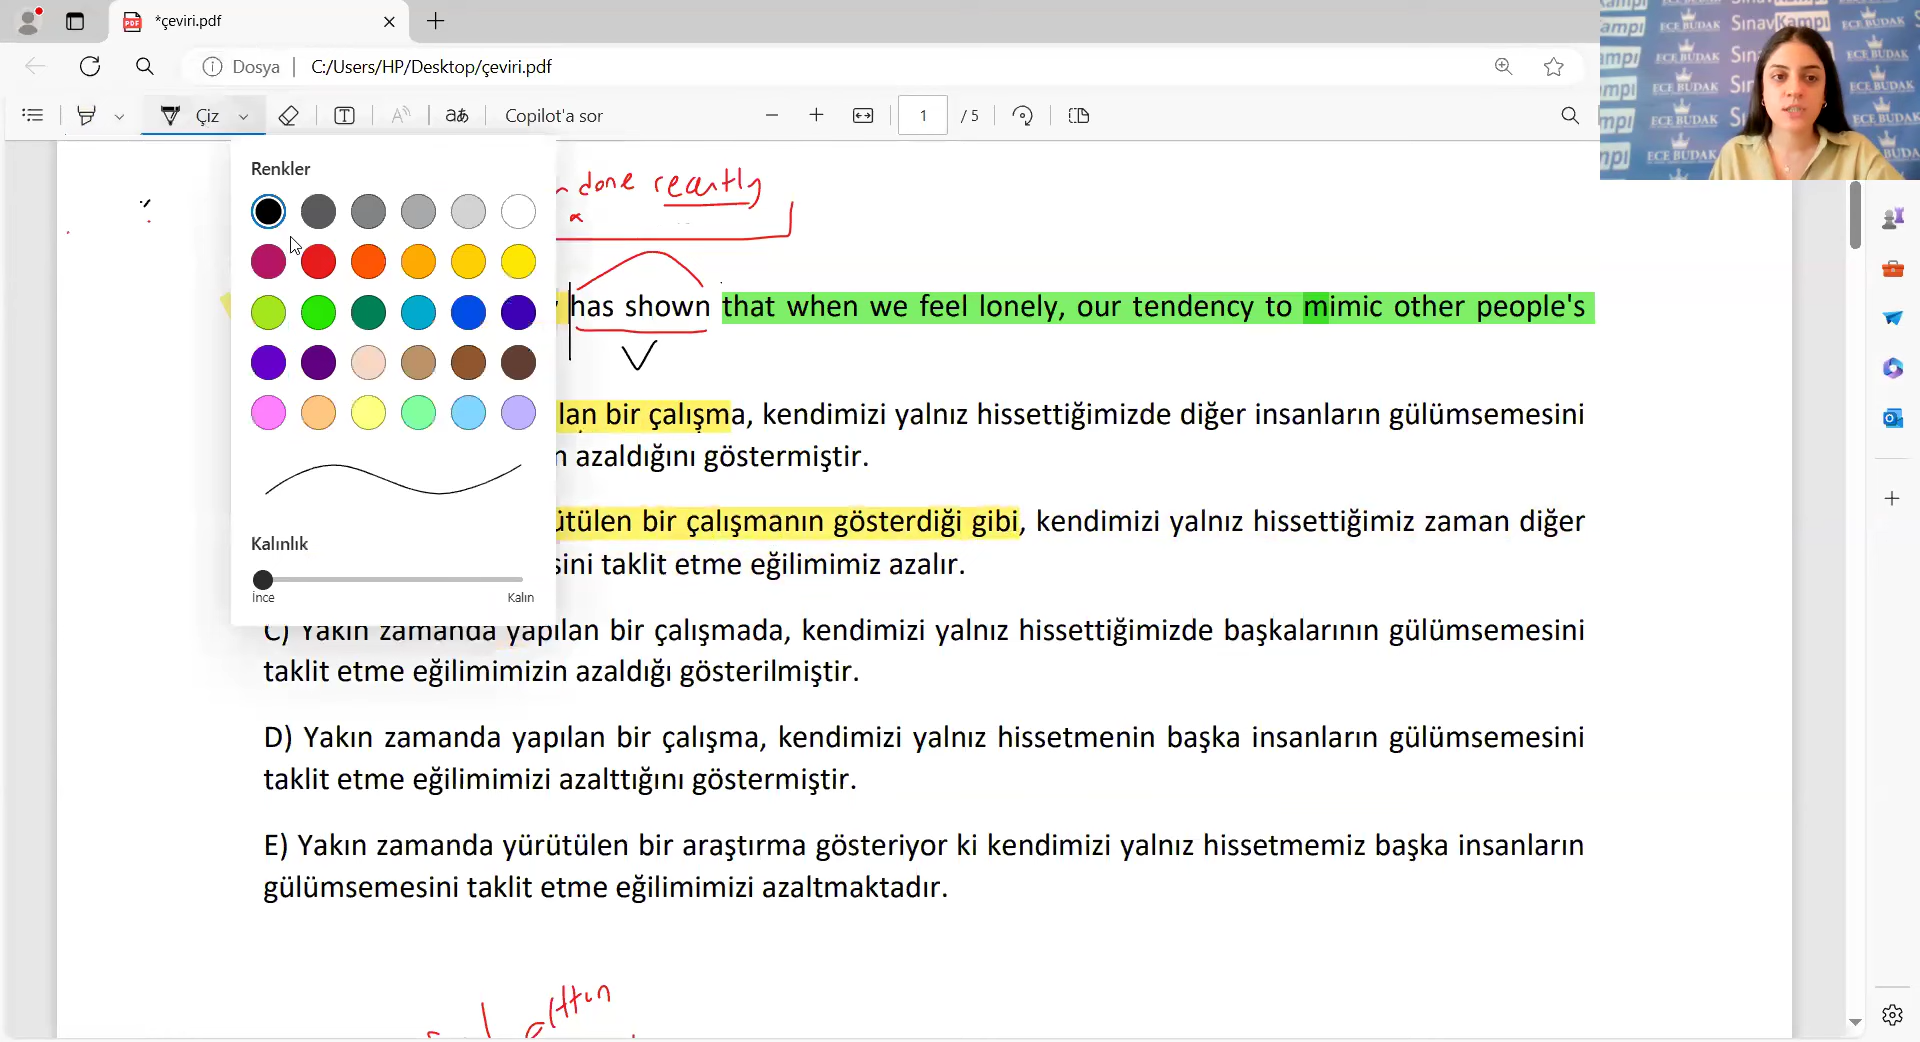 *çeviri.pdf
Dosya | C:/Users/HP/Desktop/çeviri.pdf
Çiz
aあ
Copilot'a sor
1 / 5
Renkler
Kalınlık
İnce Kalın
done recently
has shown that when we feel lonely, our tendency to mimic other people's
lan bir çalışma, kendimizi yalnız hissettiğimizde diğer insanların gülümsemesini
n azaldığını göstermiştir.
ütülen bir çalışmanın gösterdiği gibi, kendimizi yalnız hissettiğimiz zaman diğer
sini taklit etme eğilimimiz azalır.
C) Yakın zamanda yapılan bir çalışmada, kendimizi yalnız hissettiğimizde başkalarının gülümsemesini
taklit etme eğilimimizin azaldığı gösterilmiştir.
D) Yakın zamanda yapılan bir çalışma, kendimizi yalnız hissetmenin başka insanların gülümsemesini
taklit etme eğilimimizi azalttığını göstermiştir.
E) Yakın zamanda yürütülen bir araştırma gösteriyor ki kendimizi yalnız hissetmemiz başka insanların
gülümsemesini taklit etme eğilimimizi azaltmaktadır.
SınavKampı
ECE BUDAK